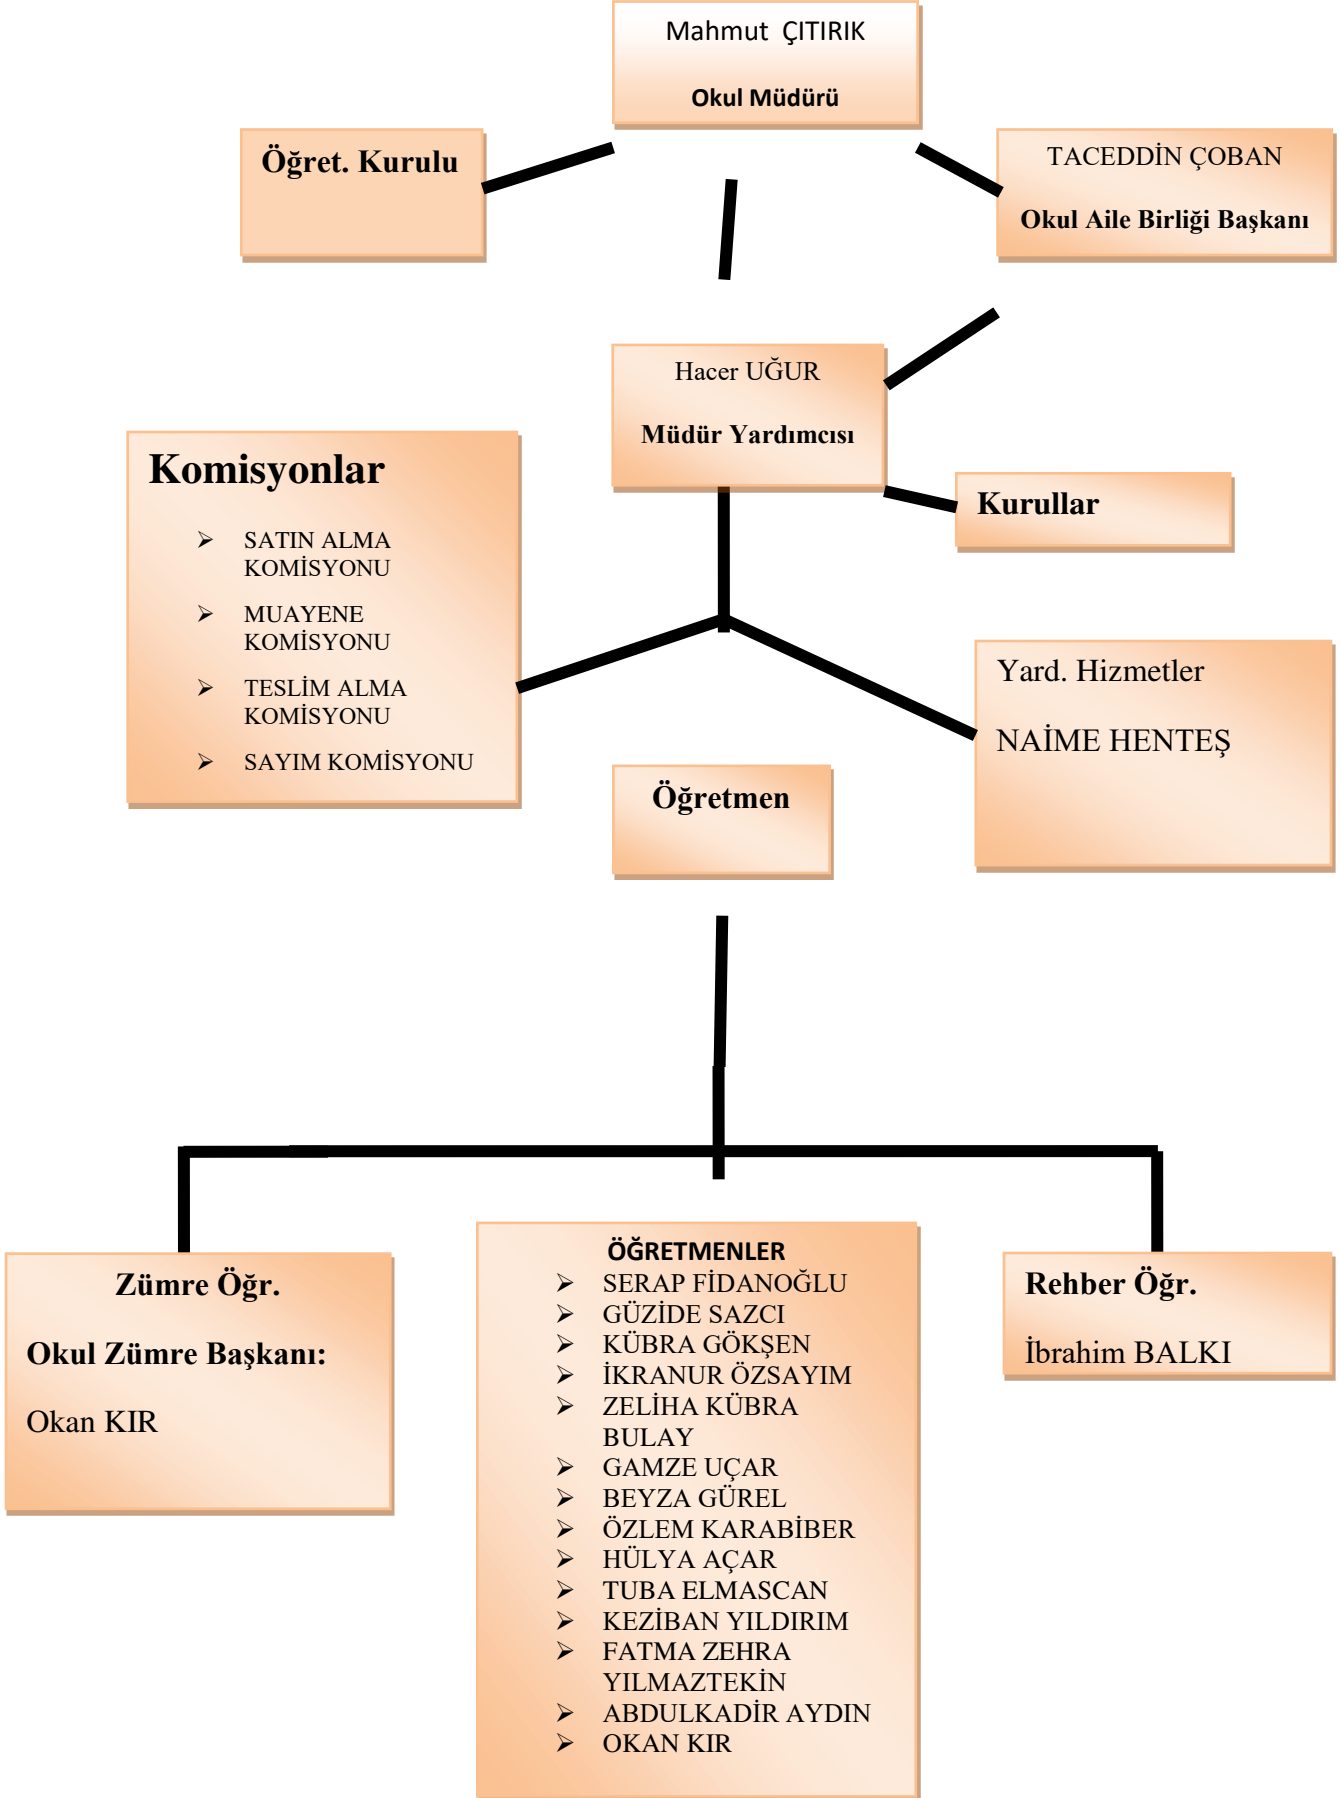 Mahmut ÇITIRIK
Okul Müdürü
Öğret. Kurulu
TACEDDİN ÇOBAN
Okul Aile Birliği Başkanı
Hacer UĞUR
Müdür Yardımcısı
Komisyonlar
➢ SATIN ALMA
KOMİSYONU
➢ MUAYENE
KOMİSYONU
➢ TESLİM ALMA
KOMİSYONU
➢ SAYIM KOMİSYONU
Kurullar
Yard. Hizmetler
NAİME HENTEŞ
Öğretmen
Zümre Öğr.
Okul Zümre Başkanı:
Okan KIR
ÖĞRETMENLER
➢ SERAP FİDANOĞLU
➢ GÜZİDE SAZCI
➢ KÜBRA GÖKŞEN
➢ İKRANUR ÖZSAYIM
➢ ZELİHA KÜBRA
BULAY
➢ GAMZE UÇAR
➢ BEYZA GÜREL
➢ ÖZLEM KARABİBER
➢ HÜLYA AÇAR
➢ TUBA ELMASCAN
➢ KEZİBAN YILDIRIM
➢ FATMA ZEHRA
YILMAZTEKİN
➢ ABDULKADİR AYDIN
➢ OKAN KIR
Rehber Öğr.
İbrahim BALKI